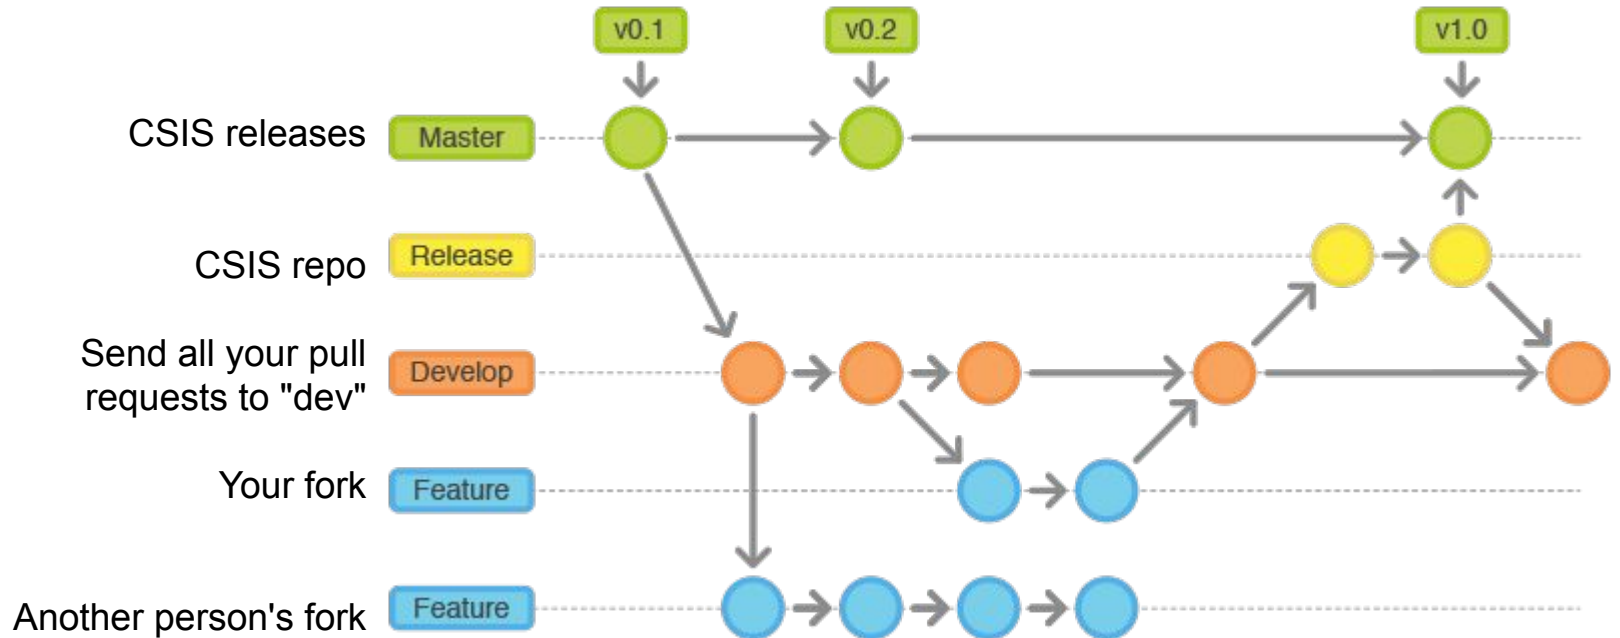 v0.1
v0.2
v1.0
CSIS releases
Master
CSIS repo
Release
Send all your pull
requests to "dev"
Develop
Your fork
Feature
Another person's fork
Feature